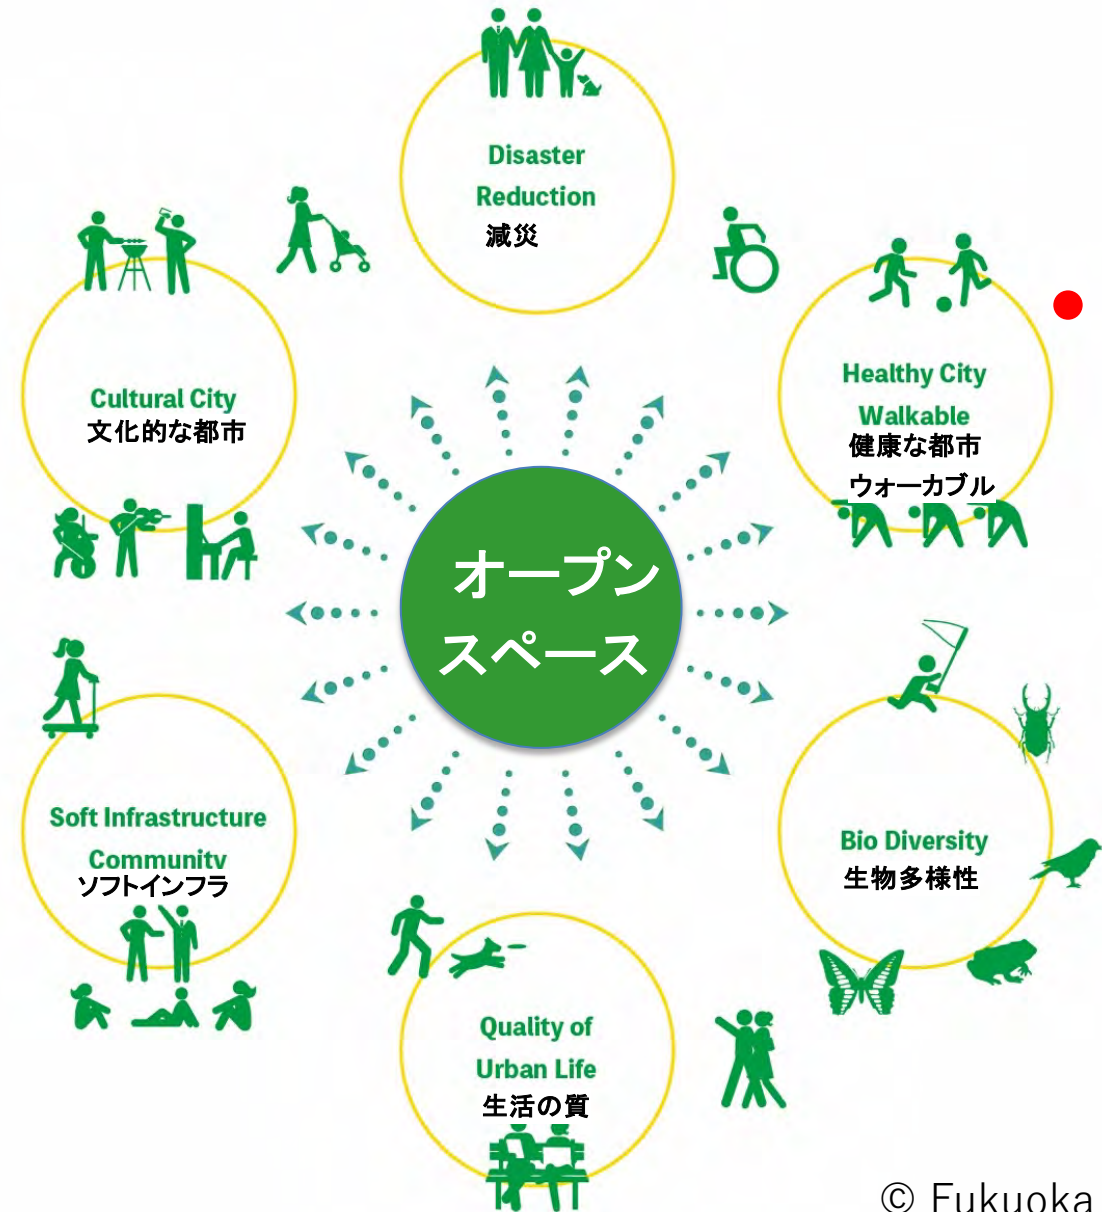 Disaster
Reduction
減災
Cultural City
文化的な都市
Healthy City
Walkable
健康な都市
ウォーカブル
オープン
スペース
Soft Infrastructure
Community
ソフトインフラ
Bio Diversity
生物多様性
Quality of
Urban Life
生活の質
© Fukuoka